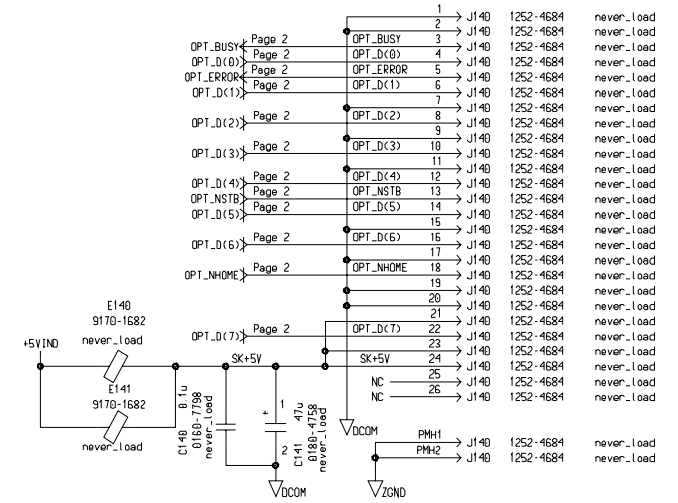 1 J140 1252-4684 never_load
2
OPT_BUSY Page 2 OPT_BUSY 3 J140 1252-4684 never_load
OPT_D(0) OPT_D(0) 4 J140 1252-4684 never_load
OPT_ERROR Page 2 OPT_ERROR 5 J140 1252-4684 never_load
OPT_D(1) Page 2 OPT_D(1) 6 J140 1252-4684 never_load
7 J140 1252-4684 never_load
OPT_D(2) Page 2 OPT_D(2) 8 J140 1252-4684 never_load
9 J140 1252-4684 never_load
OPT_D(3) Page 2 OPT_D(3) 10 J140 1252-4684 never_load
11 J140 1252-4684 never_load
OPT_D(4) Page 2 OPT_D(4) 12 J140 1252-4684 never_load
OPT_NSTB OPT_NSTB 13 J140 1252-4684 never_load
OPT_D(5) Page 2 OPT_D(5) 14 J140 1252-4684 never_load
15 J140 1252-4684 never_load
OPT_D(6) Page 2 OPT_D(6) 16 J140 1252-4684 never_load
17 J140 1252-4684 never_load
OPT_NHOME Page 2 OPT_NHOME 18 J140 1252-4684 never_load
19 J140 1252-4684 never_load
20 J140 1252-4684 never_load
21 J140 1252-4684 never_load
OPT_D(7) Page 2 OPT_D(7) 22 J140 1252-4684 never_load
23 J140 1252-4684 never_load
SK+5V SK+5V 24 J140 1252-4684 never_load
NC 25 J140 1252-4684 never_load
NC 26 J140 1252-4684 never_load
J140 1252-4684 never_load
PMH1 J140 1252-4684 never_load
PMH2 J140 1252-4684 never_load
+5VIND
E140
9170-1682
never_load
E141
9170-1682
never_load
C140 0.1u
0160-7798
never_load
+ 1
2
C141 47u
0180-4758
never_load
DCOM
DCOM
ZGND